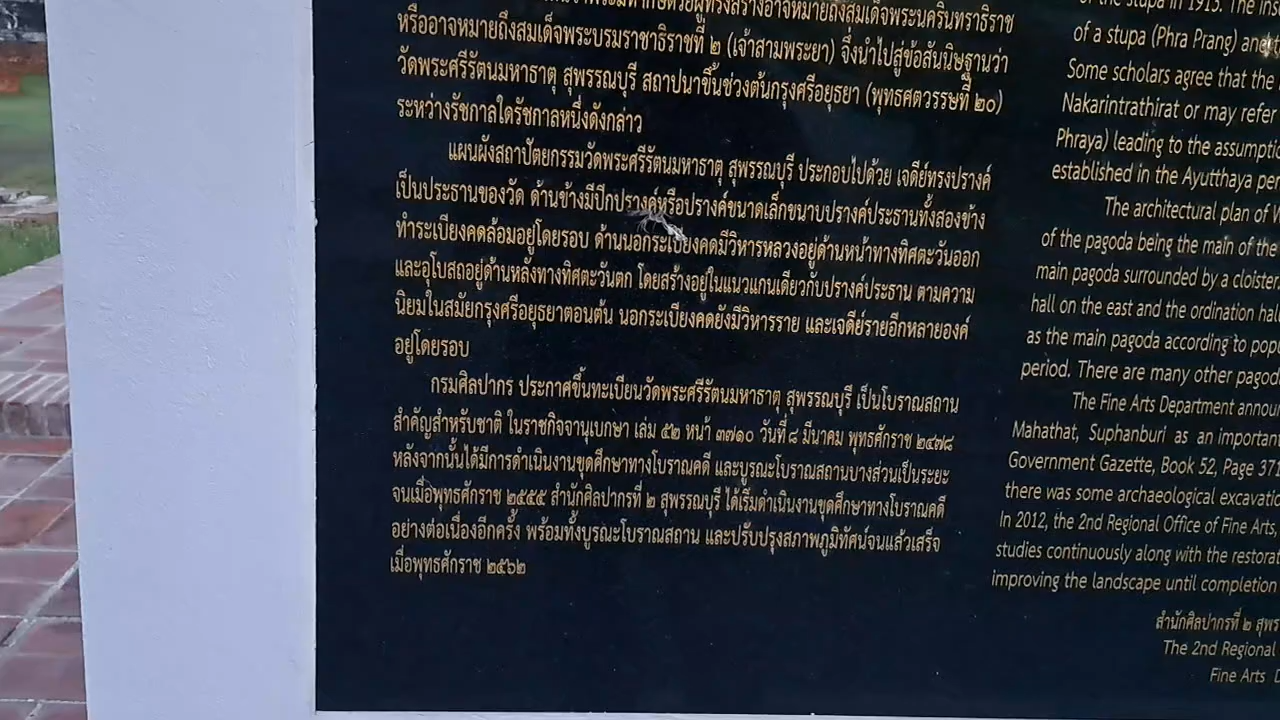 ผู้ทรงสร้างอาจหมายถึงสมเด็จพระนครินทราธิราช
หรืออาจหมายถึงสมเด็จพระบรมราชาธิราชที่ ๒ (เจ้าสามพระยา) จึงนำไปสู่ข้อสันนิษฐานว่า
วัดพระศรีรัตนมหาธาตุ สุพรรณบุรี สถาปนาขึ้นช่วงต้นกรุงศรีอยุธยา (พุทธศตวรรษที่ ๒๐)
ระหว่างรัชกาลใดรัชกาลหนึ่งดังกล่าว
แผนผังสถาปัตยกรรมวัดพระศรีรัตนมหาธาตุ สุพรรณบุรี ประกอบไปด้วย เจดีย์ทรงปรางค์
เป็นประธานของวัด ด้านข้างมีปีกปรางค์หรือปรางค์ขนาดเล็กขนาบปรางค์ประธานทั้งสองข้าง
ทำระเบียงคดล้อมอยู่โดยรอบ ด้านนอกระเบียงคดมีวิหารหลวงอยู่ด้านหน้าทางทิศตะวันออก
และอุโบสถอยู่ด้านหลังทางทิศตะวันตก โดยสร้างอยู่ในแนวแกนเดียวกับปรางค์ประธาน ตามความ
นิยมในสมัยกรุงศรีอยุธยาตอนต้น นอกระเบียงคดยังมีวิหารราย และเจดีย์รายอีกหลายองค์
อยู่โดยรอบ
กรมศิลปากร ประกาศขึ้นทะเบียนวัดพระศรีรัตนมหาธาตุ สุพรรณบุรี เป็นโบราณสถาน
สำคัญสำหรับชาติ ในราชกิจจานุเบกษา เล่ม ๕๒ หน้า ๓๗๑๐ วันที่ ๘ มีนาคม พุทธศักราช ๒๔๗๘
หลังจากนั้นได้มีการดำเนินงานขุดศึกษาทางโบราณคดี และบูรณะโบราณสถานบางส่วนเป็นระยะ
จนเมื่อพุทธศักราช ๒๕๕๕ สำนักศิลปากรที่ ๒ สุพรรณบุรี ได้เริ่มดำเนินงานขุดศึกษาทางโบราณคดี
อย่างต่อเนื่องอีกครั้ง พร้อมทั้งบูรณะโบราณสถาน และปรับปรุงสภาพภูมิทัศน์จนแล้วเสร็จ
เมื่อพุทธศักราช ๒๕๖๒
of the stupa in 1913. The
of a stupa (Phra Prang) and
Some scholars agree that the
Nakarintrathirat or may refer
Phraya) leading to the
established in the Ayutthaya
The architectural plan of
of the pagoda being the main of the
main pagoda surrounded by a
hall on the east and the ordination
as the main pagoda according to
period. There are many other
The Fine Arts Department
Mahathat, Suphanburi as an important
Government Gazette, Book 52, Page
there was some archaeological
In 2012, the 2nd Regional Office of Fine Arts,
studies continuously along with the
improving the landscape until completion
สำนักศิลปากรที่ ๒
The 2nd Regional
Fine Arts